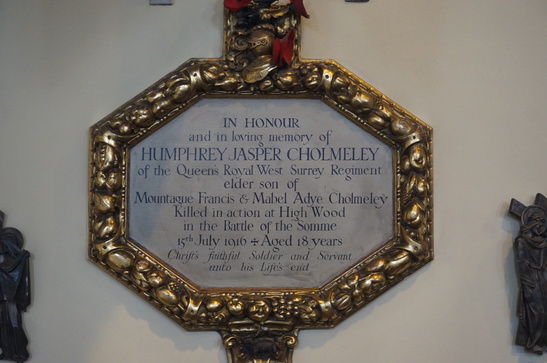 IN HONOUR
and in loving memory of
HUMPHREY JASPER CHOLMELEY
of the Queens Royal West Surrey Regiment
elder son of
Mountague Francis & Mabel Adye Cholmeley
Killed in action at High Wood
in the Battle of the Somme
15th July 1916 + Aged 18 years
Christ's faithful Soldier and Servant
unto his Life's end